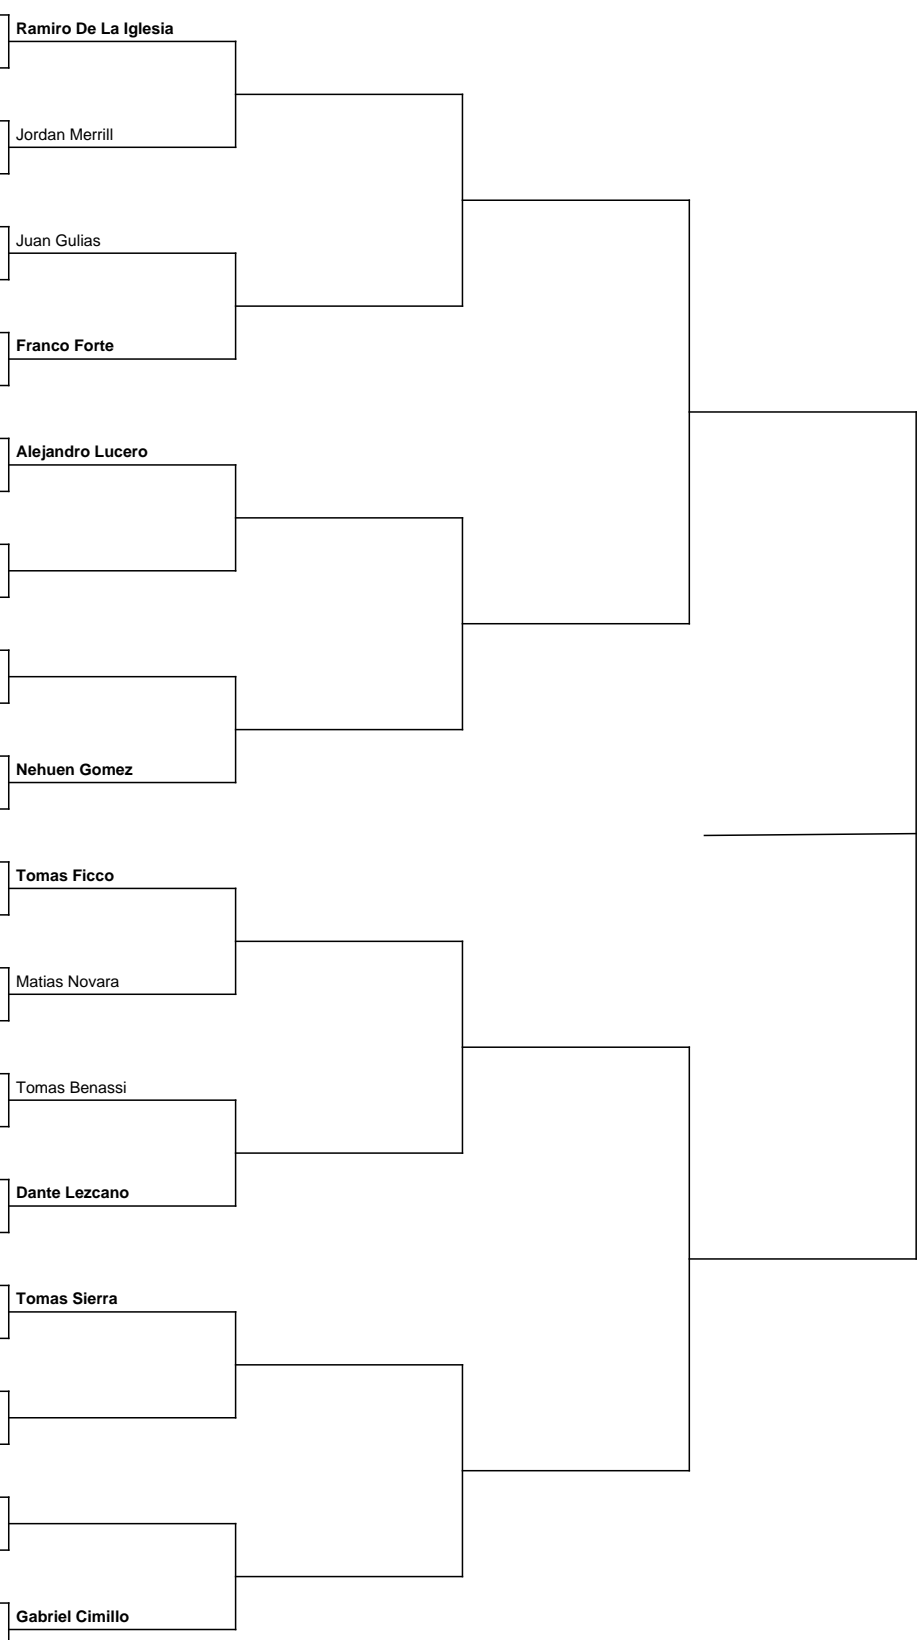 Ramiro De La Iglesia
Jordan Merrill
Juan Gulias
Franco Forte
Alejandro Lucero
Nehuen Gomez
Tomas Ficco
Matias Novara
Tomas Benassi
Dante Lezcano
Tomas Sierra
Gabriel Cimillo